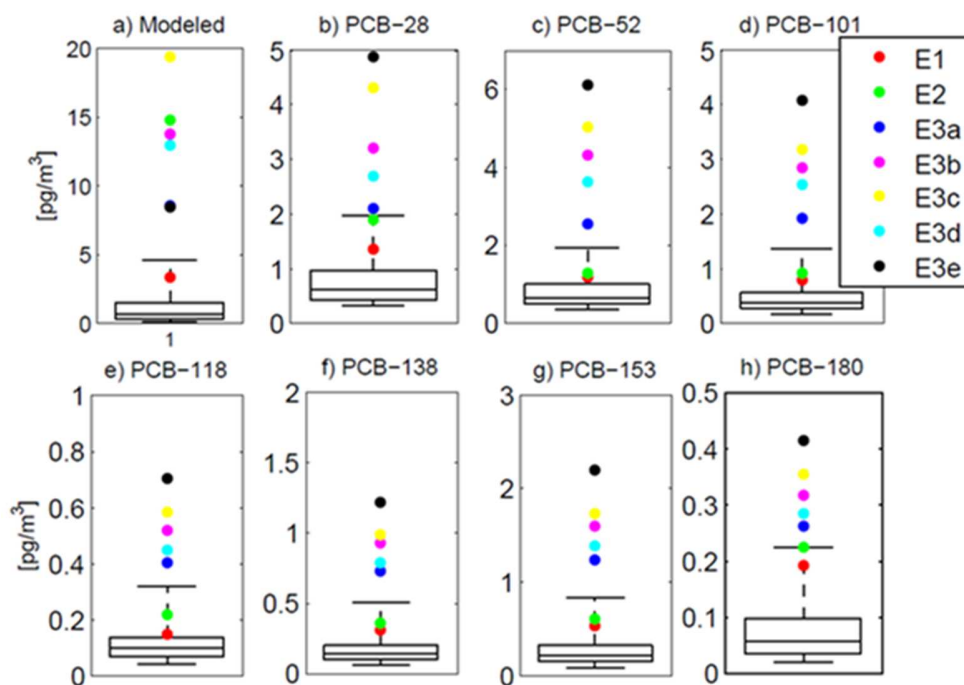 a) Modeled
b) PCB−28
c) PCB−52
d) PCB−101
[pg/m³]
20
15
10
5
0
1
5
4
3
2
1
0
6
4
2
0
5
4
3
2
1
0
E1
E2
E3a
E3b
E3c
E3d
E3e
e) PCB−118
f) PCB−138
g) PCB−153
h) PCB−180
[pg/m³]
1
0.8
0.6
0.4
0.2
0
2
1.5
1
0.5
0
3
2
1
0
0.5
0.4
0.3
0.2
0.1
0